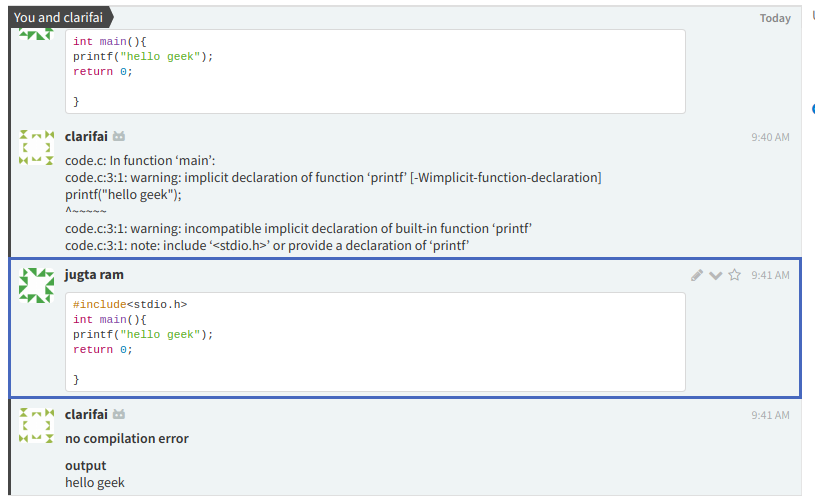 You and clarifai
Today
int main(){
printf("hello geek");
return 0;
}
clarifai
9:40 AM
code.c: In function ‘main’:
code.c:3:1: warning: implicit declaration of function ‘printf’ [-Wimplicit-function-declaration]
printf("hello geek");
^~~~~~
code.c:3:1: warning: incompatible implicit declaration of built-in function ‘printf’
code.c:3:1: note: include ‘<stdio.h>’ or provide a declaration of ‘printf’
jugta ram
9:41 AM
#include<stdio.h>
int main(){
printf("hello geek");
return 0;
}
clarifai
9:41 AM
no compilation error
output
hello geek